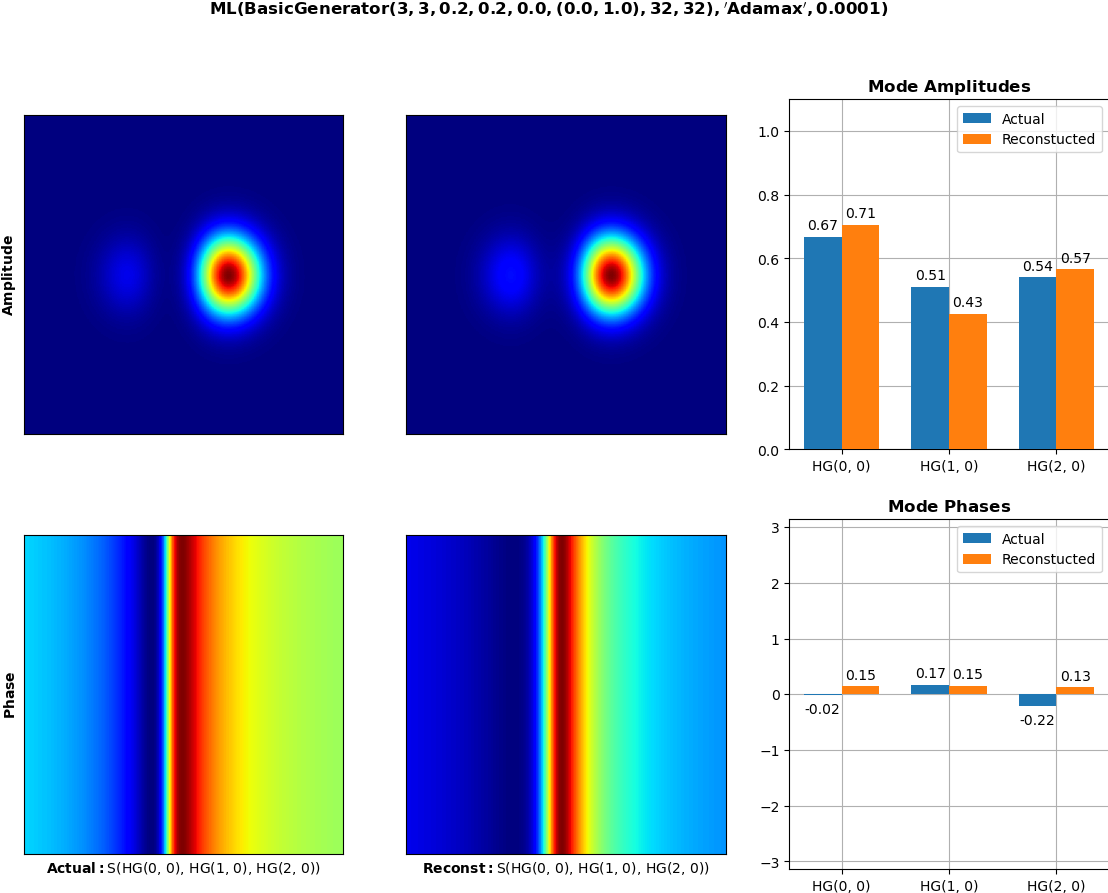 ML(BasicGenerator(3, 3, 0.2, 0.2, 0.0, (0.0, 1.0), 32, 32), ′Adamax′, 0.0001)
Mode Amplitudes
Actual
Reconstucted
1.0
0.8
0.6
0.4
0.2
0.0
0.67
0.71
0.51
0.43
0.54
0.57
HG(0, 0)
HG(1, 0)
HG(2, 0)
Amplitude
Mode Phases
Actual
Reconstucted
3
2
1
0
−1
−2
−3
-0.02
0.15
0.17
0.15
-0.22
0.13
HG(0, 0)
HG(1, 0)
HG(2, 0)
Phase
Actual: S(HG(0, 0), HG(1, 0), HG(2, 0))
Reconst: S(HG(0, 0), HG(1, 0), HG(2, 0))